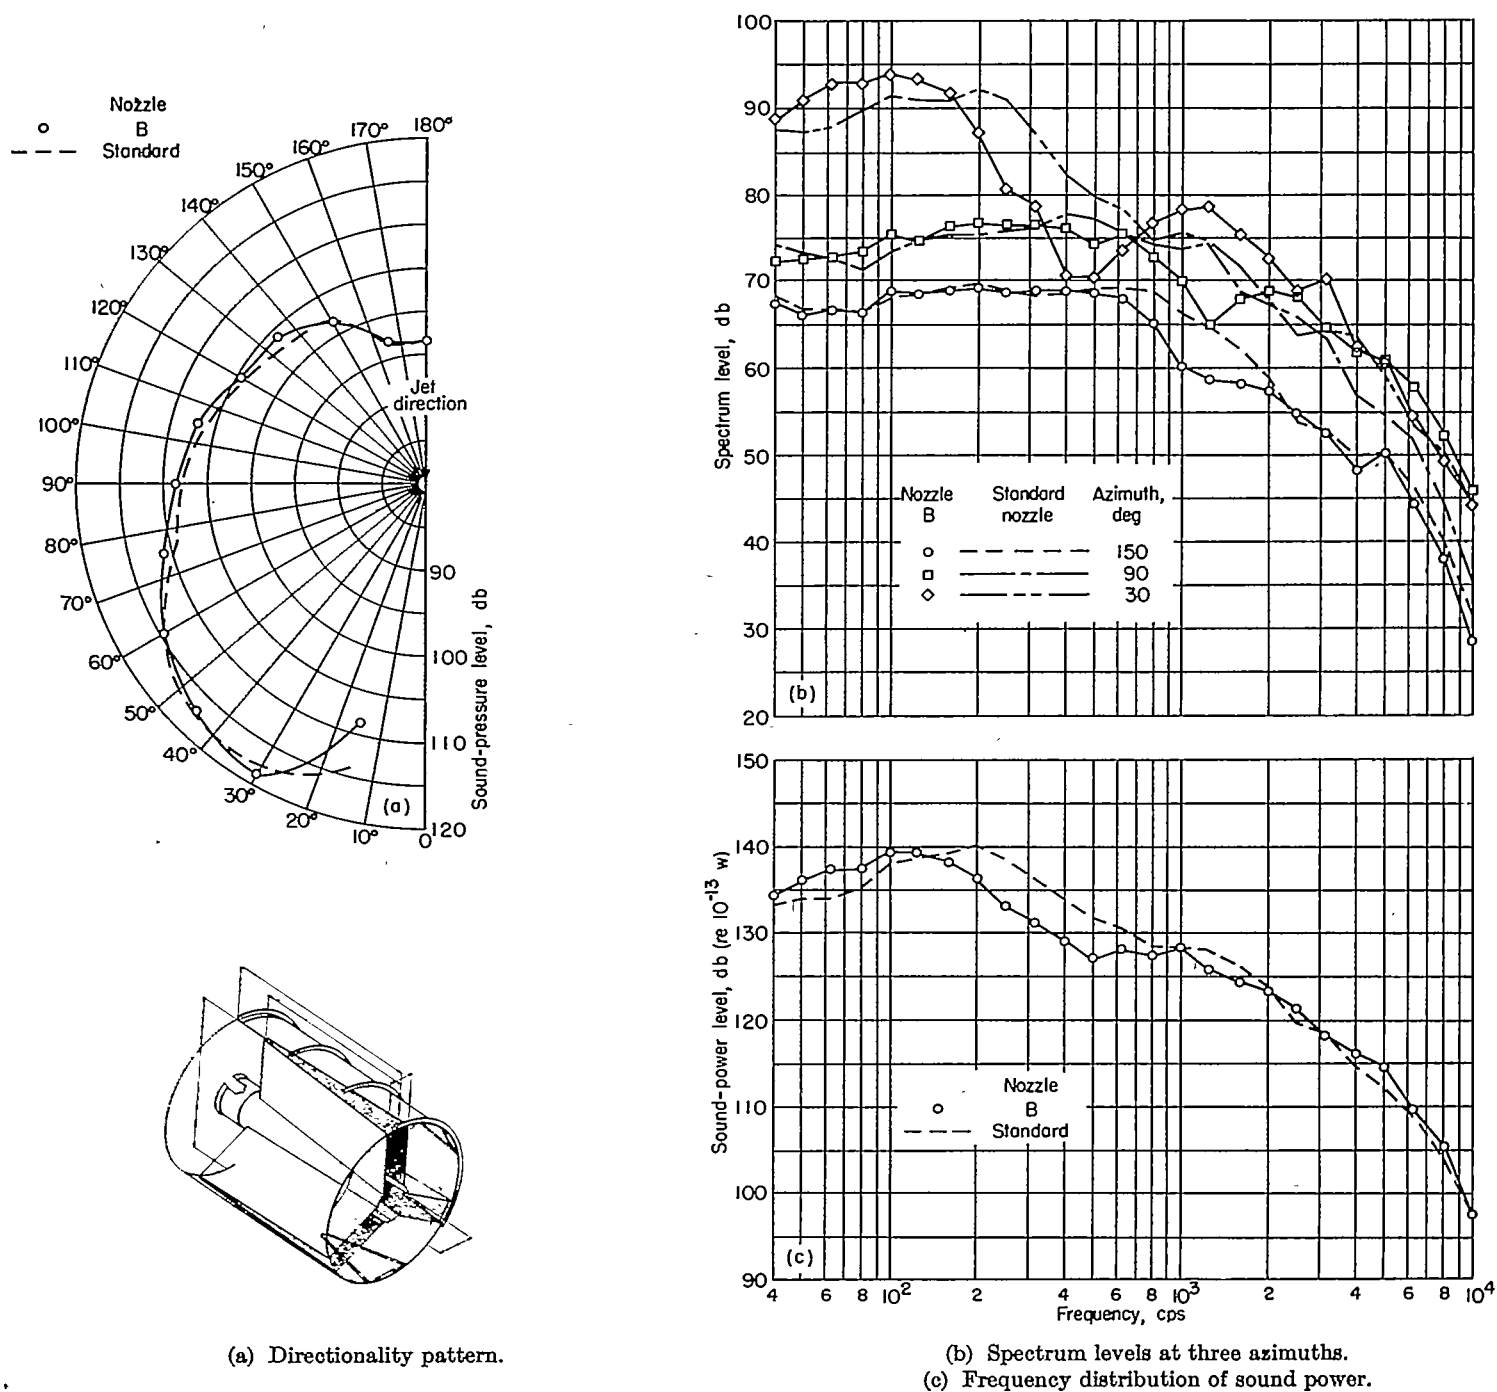 Nozzle
B
Standard
180°
170°
160°
150°
140°
130°
120°
110°
100°
90°
80°
70°
60°
50°
40°
30°
20°
10°
0
Jet
direction
90
100
110
120
Sound-pressure level, db
(a)
(a) Directionality pattern.
100
90
80
70
60
50
40
30
20
Spectrum level, db
Nozzle Standard Azimuth,
B nozzle deg
150
90
30
(b)
150
140
130
120
110
100
90
Sound-power level, db (re 10⁻¹³ w)
Nozzle
B
Standard
(c)
4 6 8 10² 2 4 6 8 10³ 2 4 6 8 10⁴
Frequency, cps
(b) Spectrum levels at three azimuths.
(c) Frequency distribution of sound power.